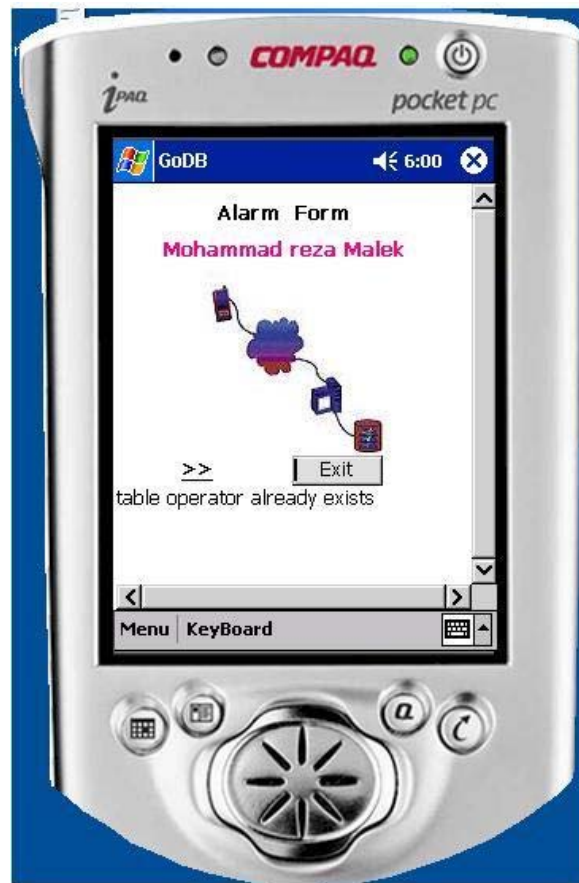 COMPAQ
iPAQ
pocket pc
GoDB 6:00
Alarm Form
Mohammad reza Malek
>> Exit
table operator already exists
Menu KeyBoard